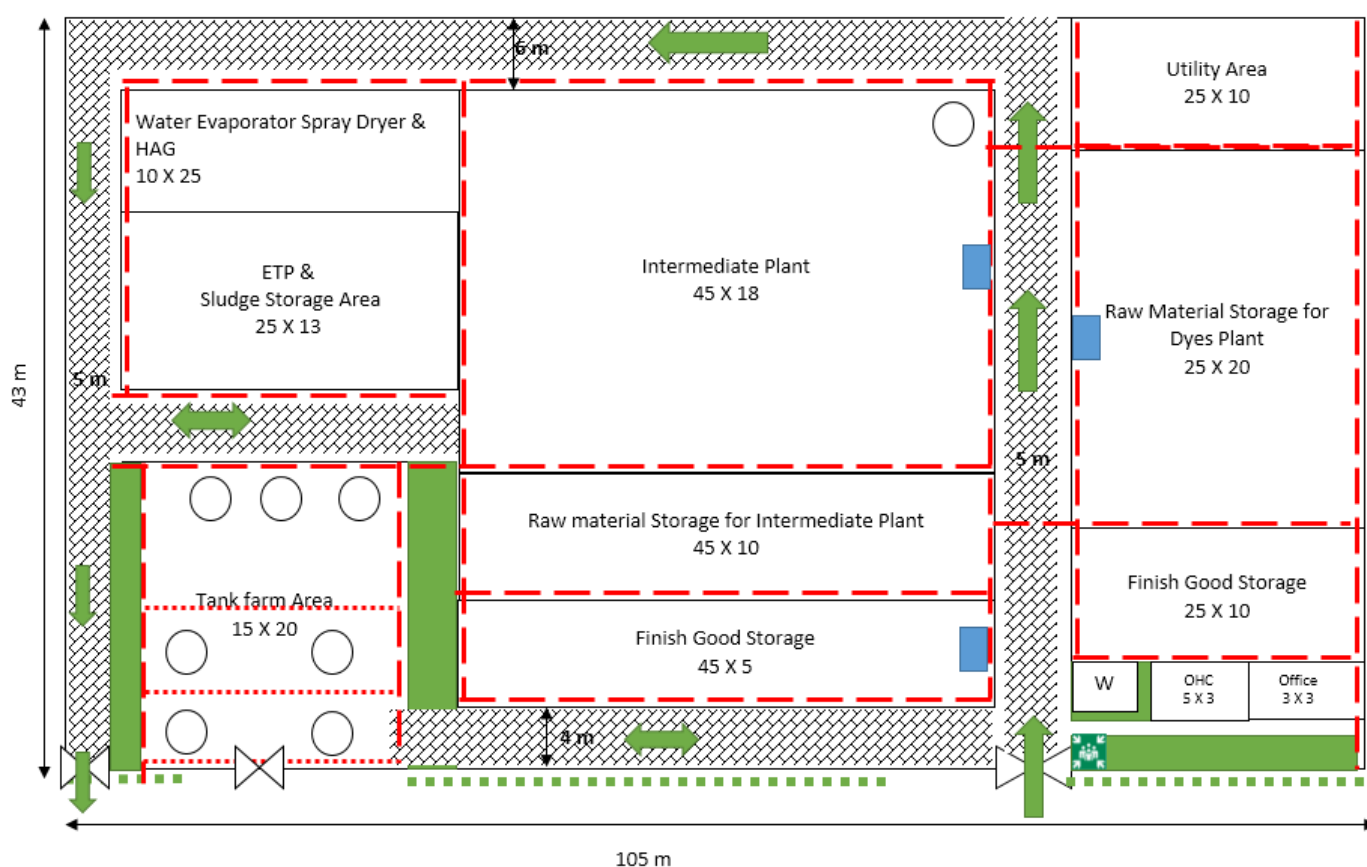 6 m
Utility Area
25 X 10
Water Evaporator Spray Dryer &
HAG
10 X 25
Intermediate Plant
45 X 18
ETP &
Sludge Storage Area
25 X 13
Raw Material Storage for
Dyes Plant
25 X 20
43 m
5 m
5 m
Raw material Storage for Intermediate Plant
45 X 10
Tank farm Area
15 X 20
Finish Good Storage
25 X 10
Finish Good Storage
45 X 5
W
OHC
5 X 3
Office
3 X 3
4 m
105 m